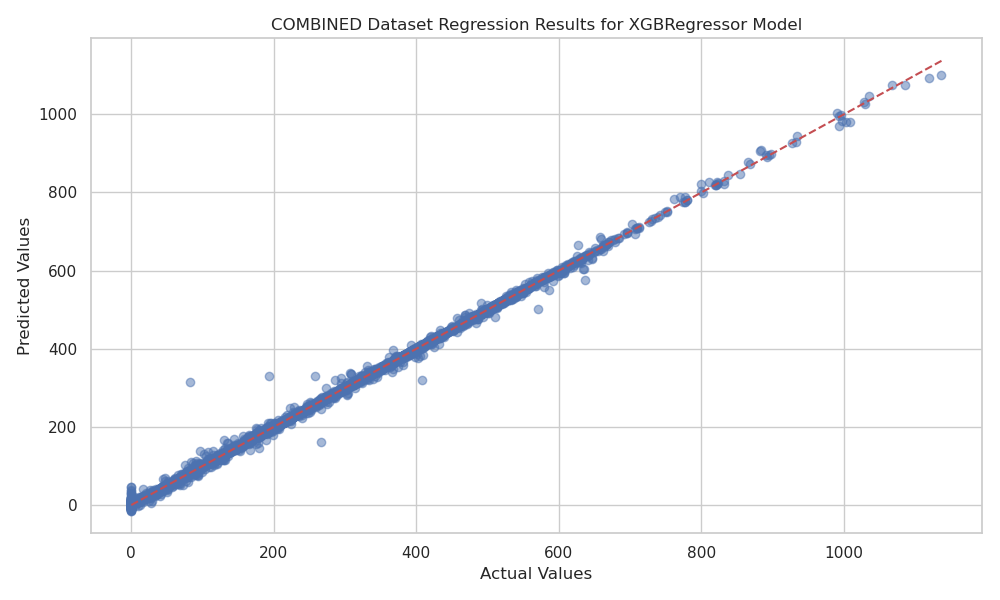 COMBINED Dataset Regression Results for XGBRegressor Model
Predicted Values
1000
800
600
400
200
0
0 200 400 600 800 1000
Actual Values